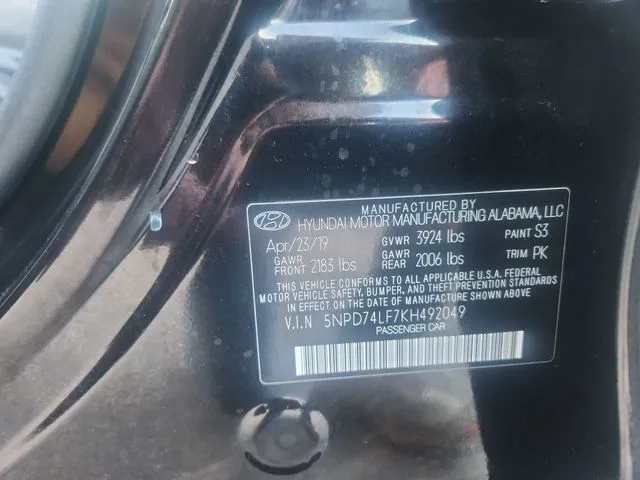 MANUFACTURED BY
HYUNDAI MOTOR MANUFACTURING ALABAMA, LLC
Apr/23/19 GVWR 3924 lbs PAINT S3
GAWR FRONT 2183 lbs GAWR REAR 2006 lbs TRIM PK
THIS VEHICLE CONFORMS TO ALL APPLICABLE U.S.A. FEDERAL
MOTOR VEHICLE SAFETY, BUMPER, AND THEFT PREVENTION STANDARDS
IN EFFECT ON THE DATE OF MANUFACTURE SHOWN ABOVE.
V.I.N 5NPD74LF7KH492049
PASSENGER CAR